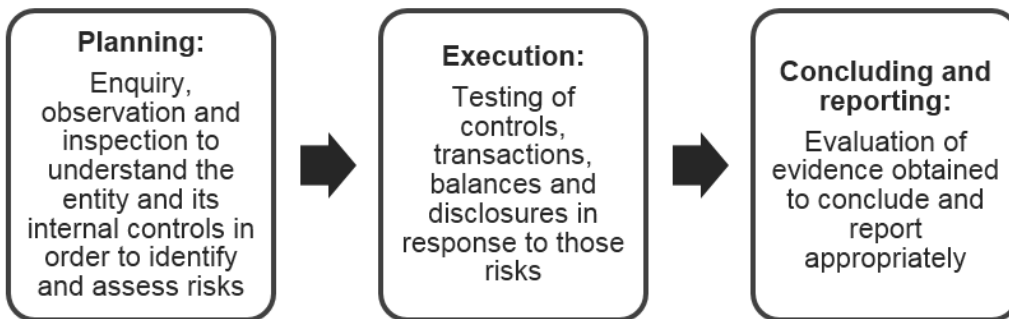 Planning:
Enquiry,
observation and
inspection to
understand the
entity and its
internal controls in
order to identify
and assess risks
Execution:
Testing of
controls,
transactions,
balances and
disclosures in
response to those
risks
Concluding and
reporting:
Evaluation of
evidence obtained
to conclude and
report
appropriately